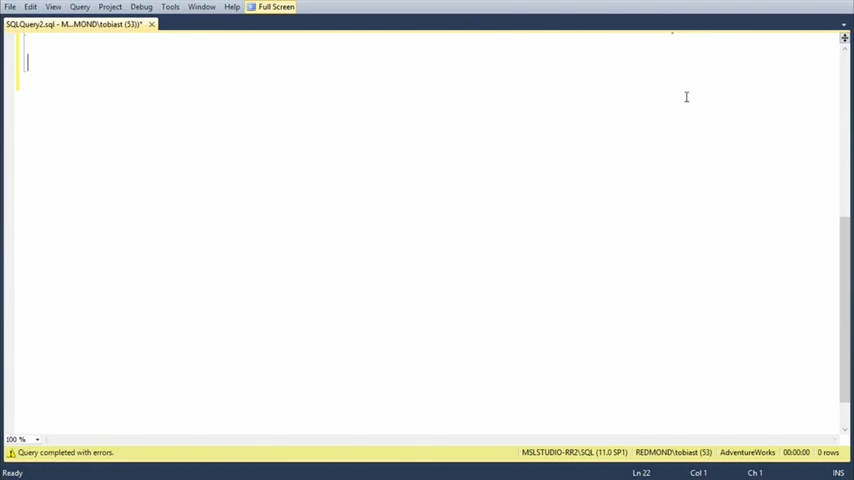 File Edit View Query Project Debug Tools Window Help Full Screen
SQLQuery2.sql - M...MOND\tobiast (53))*
100 %
Query completed with errors. MSLSTUDIO-RR2\SQL (11.0 SP1) REDMOND\tobiast (53) AdventureWorks 00:00:00 0 rows
Ready Ln 22 Col 1 Ch 1 INS